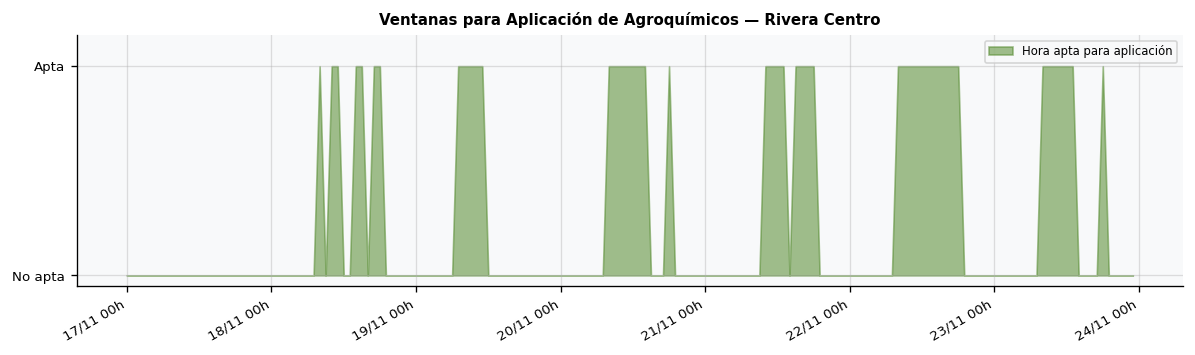 Ventanas para Aplicación de Agroquímicos — Rivera Centro
Hora apta para aplicación
Apta
No apta
17/11 00h
18/11 00h
19/11 00h
20/11 00h
21/11 00h
22/11 00h
23/11 00h
24/11 00h